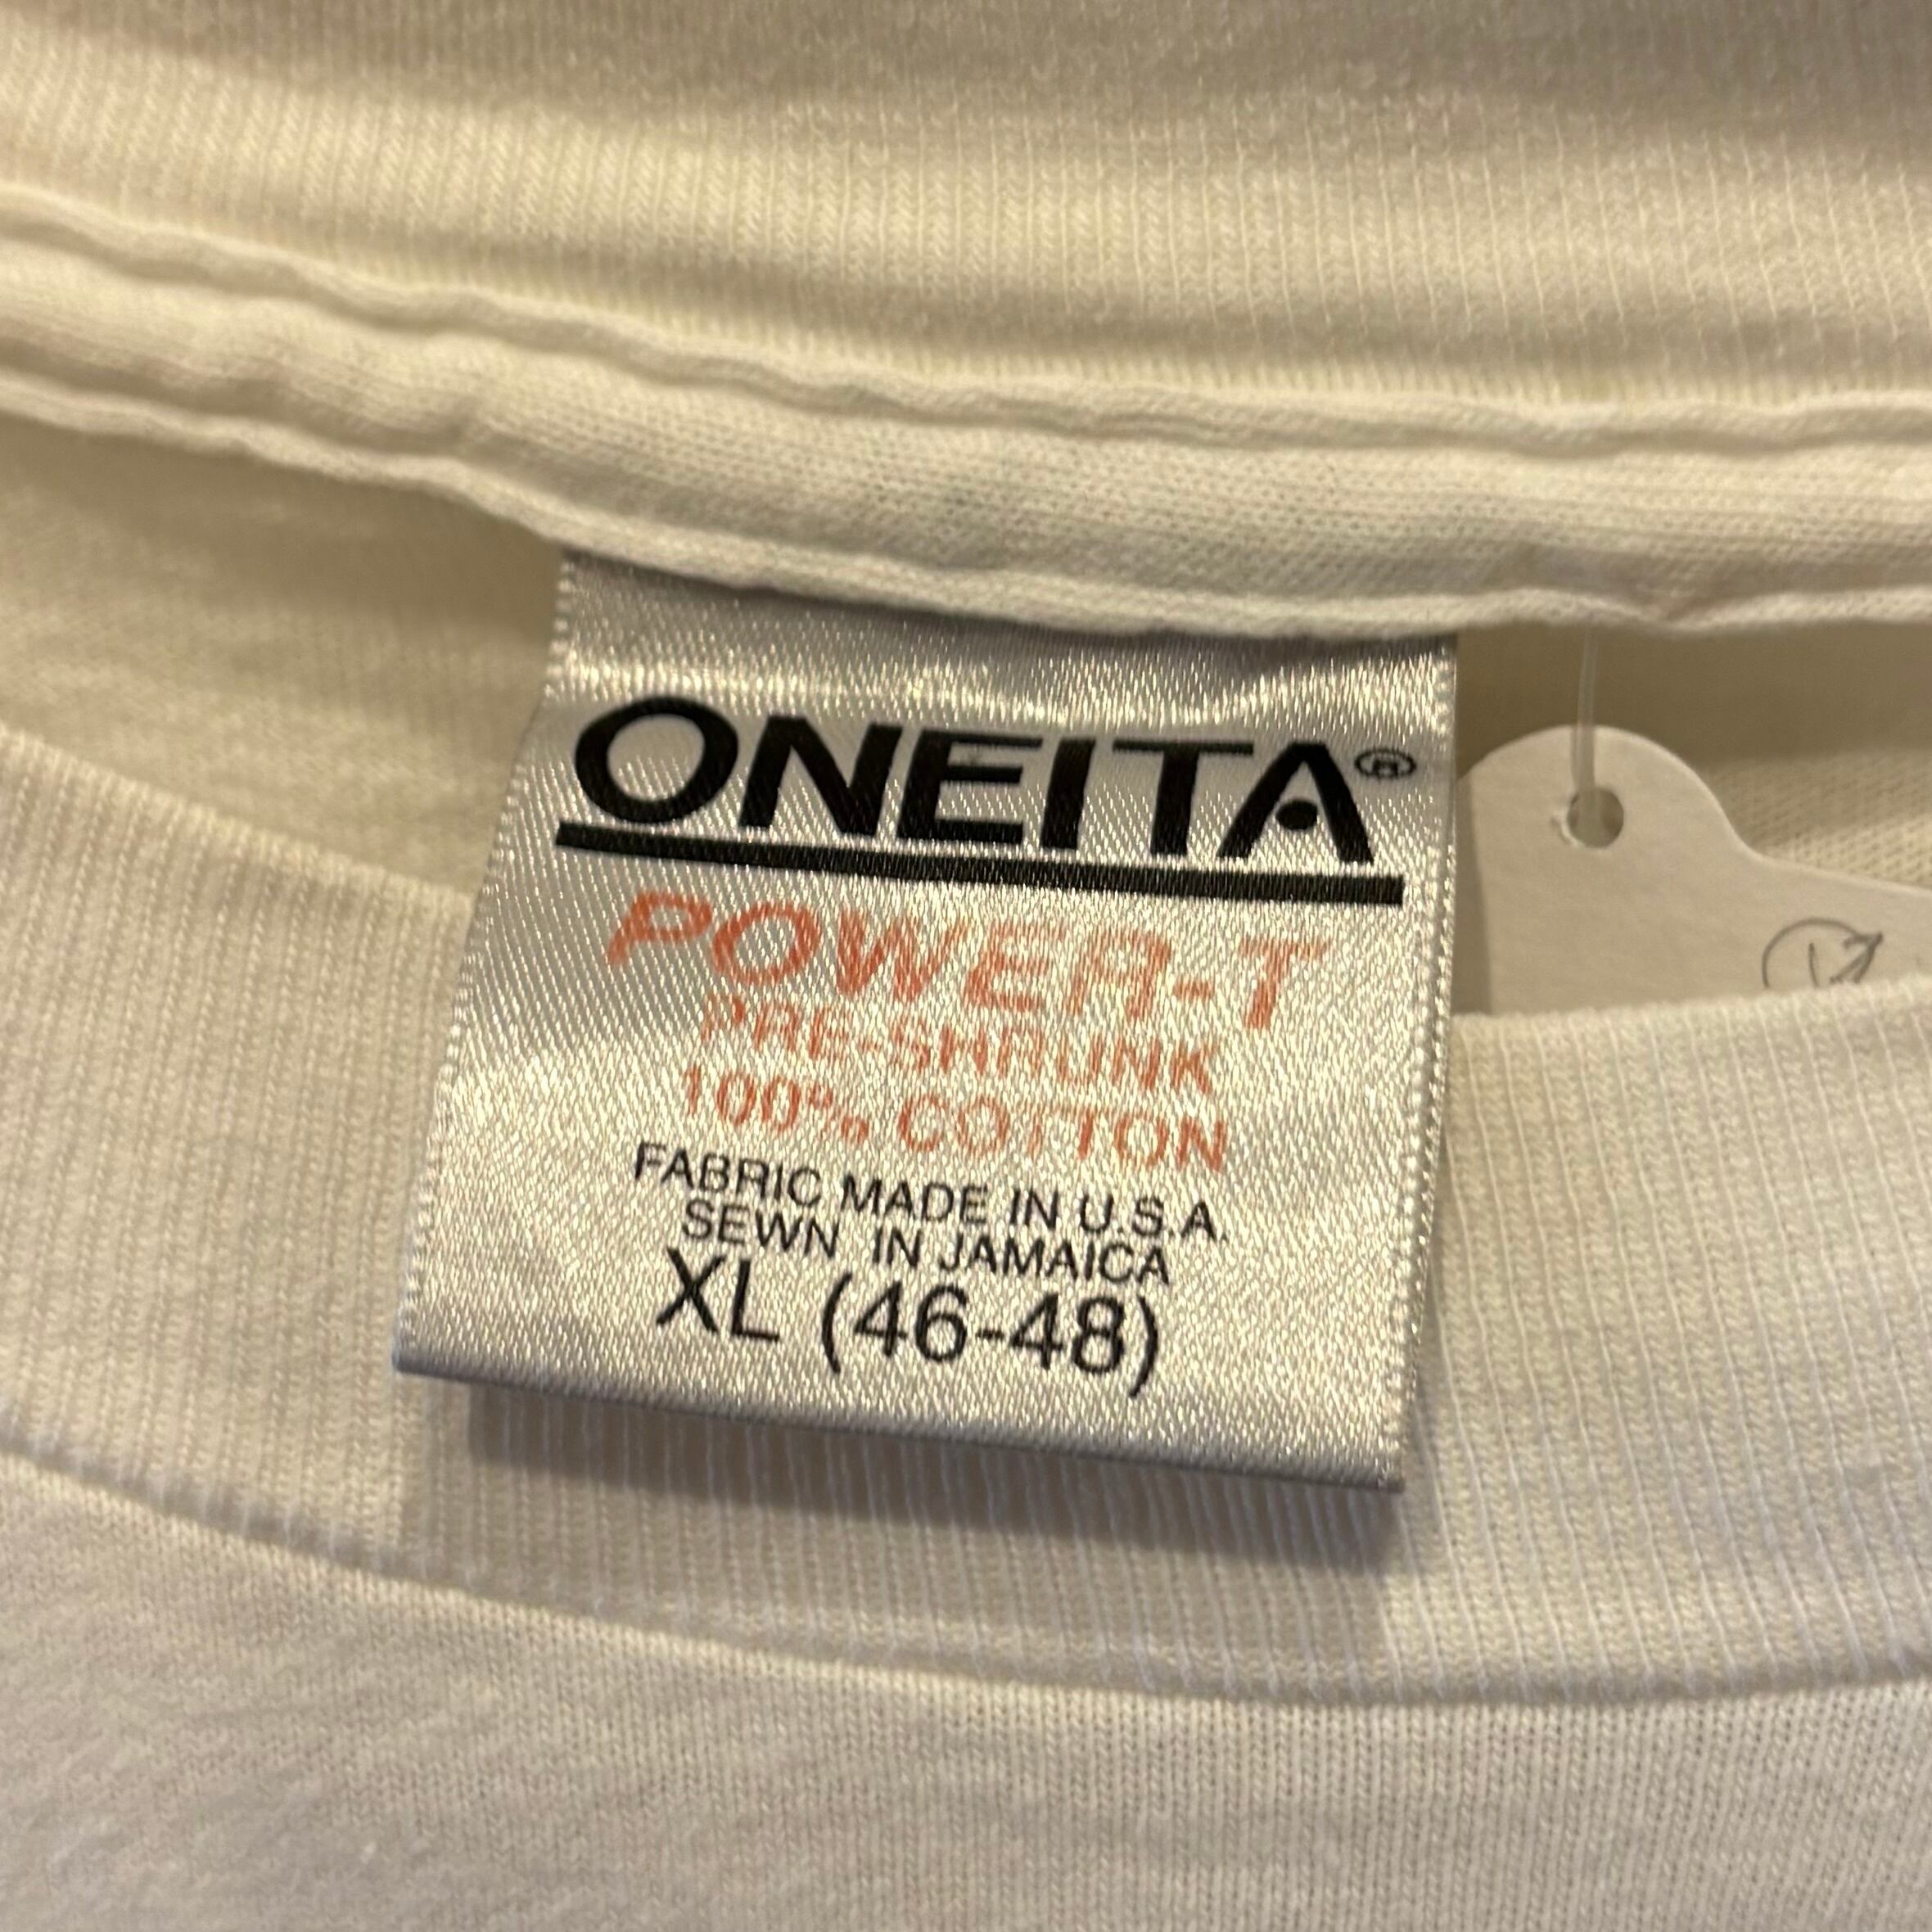 ONEITA®
POWER-T
PRE-SHRUNK
100% COTTON
FABRIC MADE IN U.S.A.
SEWN IN JAMAICA
XL (46-48)